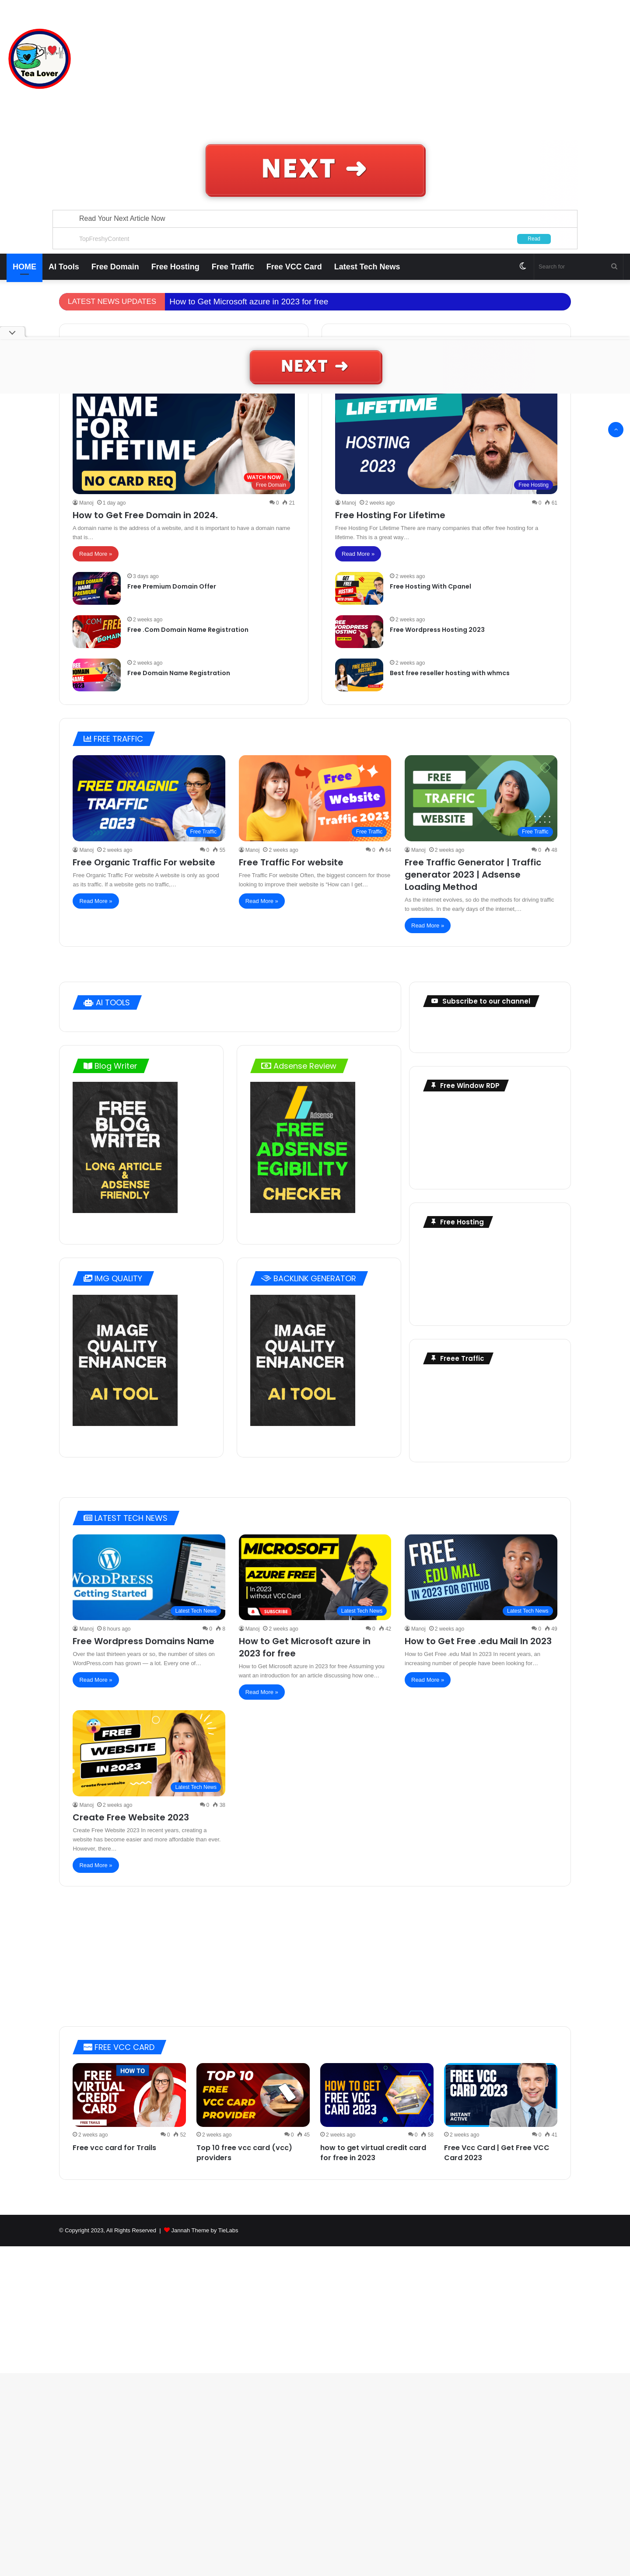 Tea Lover
NEXT ➜
Read Your Next Article Now
TopFreshyContent
Read
HOME
AI Tools
Free Domain
Free Hosting
Free Traffic
Free VCC Card
Latest Tech News
Search for
LATEST NEWS UPDATES
How to Get Microsoft azure in 2023 for free
NEXT ➜
NAME
FOR
LIFETIME
NO CARD REQ
WATCH NOW
Free Domain
Manoj 1 day ago 0 21
How to Get Free Domain in 2024.
A domain name is the address of a website, and it is important to have a domain name
that is…
Read More »
FREE DOMAIN
NAME
PREMIUM
3 days ago
Free Premium Domain Offer
.COM
FREE
DOMAIN
2 weeks ago
Free .Com Domain Name Registration
FREE
DOMAIN
NAME
2023
2 weeks ago
Free Domain Name Registration
LIFETIME
HOSTING
2023
Free Hosting
Manoj 2 weeks ago 0 61
Free Hosting For Lifetime
Free Hosting For Lifetime There are many companies that offer free hosting for a
lifetime. This is a great way…
Read More »
GET
FREE
HOSTING
2 weeks ago
Free Hosting With Cpanel
FREE
WORDPRESS
HOSTING
2 weeks ago
Free Wordpress Hosting 2023
FREE RESELLER
HOSTING
2 weeks ago
Best free reseller hosting with whmcs
FREE TRAFFIC
FREE ORAGNIC
TRAFFIC
2023
Free Traffic
Manoj 2 weeks ago 0 55
Free Organic Traffic For website
Free Organic Traffic For website A website is only as good
as its traffic. If a website gets no traffic,…
Read More »
Free
Website
Traffic 2023
Free Traffic
Manoj 2 weeks ago 0 64
Free Traffic For website
Free Traffic For website Often, the biggest concern for those
looking to improve their website is “How can I get…
Read More »
FREE
TRAFFIC
WEBSITE
Free Traffic
Manoj 2 weeks ago 0 48
Free Traffic Generator | Traffic
generator 2023 | Adsense
Loading Method
As the internet evolves, so do the methods for driving traffic
to websites. In the early days of the internet,…
Read More »
AI TOOLS
Subscribe to our channel
Blog Writer
FREE
BLOG
WRITER
LONG ARTICLE
&
ADSENSE
FRIENDLY
Adsense Review
Adsense
FREE
ADSENSE
EGIBILITY
CHECKER
Free Window RDP
Free Hosting
IMG QUALITY
IMAGE
QUALITY
ENHANCER
AI TOOL
BACKLINK GENERATOR
IMAGE
QUALITY
ENHANCER
AI TOOL
Freee Traffic
LATEST TECH NEWS
WORDPRESS
Getting Started
Latest Tech News
Manoj 8 hours ago 0 8
Free Wordpress Domains Name
Over the last thirteen years or so, the number of sites on
WordPress.com has grown — a lot. Every one of…
Read More »
MICROSOFT
AZURE FREE
In 2023
without VCC Card
SUBSCRIBE
Latest Tech News
Manoj 2 weeks ago 0 42
How to Get Microsoft azure in
2023 for free
How to Get Microsoft azure in 2023 for free Assuming you
want an introduction for an article discussing how one…
Read More »
FREE
.EDU MAIL
IN 2023 FOR GITHUB
Latest Tech News
Manoj 2 weeks ago 0 49
How to Get Free .edu Mail In 2023
How to Get Free .edu Mail In 2023 In recent years, an
increasing number of people have been looking for…
Read More »
FREE
WEBSITE
IN 2023
create free website
Latest Tech News
Manoj 2 weeks ago 0 38
Create Free Website 2023
Create Free Website 2023 In recent years, creating a
website has become easier and more affordable than ever.
However, there…
Read More »
FREE VCC CARD
HOW TO
FREE
VIRTUAL
CREDIT
CARD
FREE TRAILS
2 weeks ago 0 52
Free vcc card for Trails
TOP 10
FREE
VCC CARD
PROVIDER
2 weeks ago 0 45
Top 10 free vcc card (vcc)
providers
HOW TO GET
FREE VCC
CARD 2023
2 weeks ago 0 58
how to get virtual credit card
for free in 2023
FREE VCC
CARD 2023
INSTANT
ACTIVE
2 weeks ago 0 41
Free Vcc Card | Get Free VCC
Card 2023
© Copyright 2023, All Rights Reserved | Jannah Theme by TieLabs